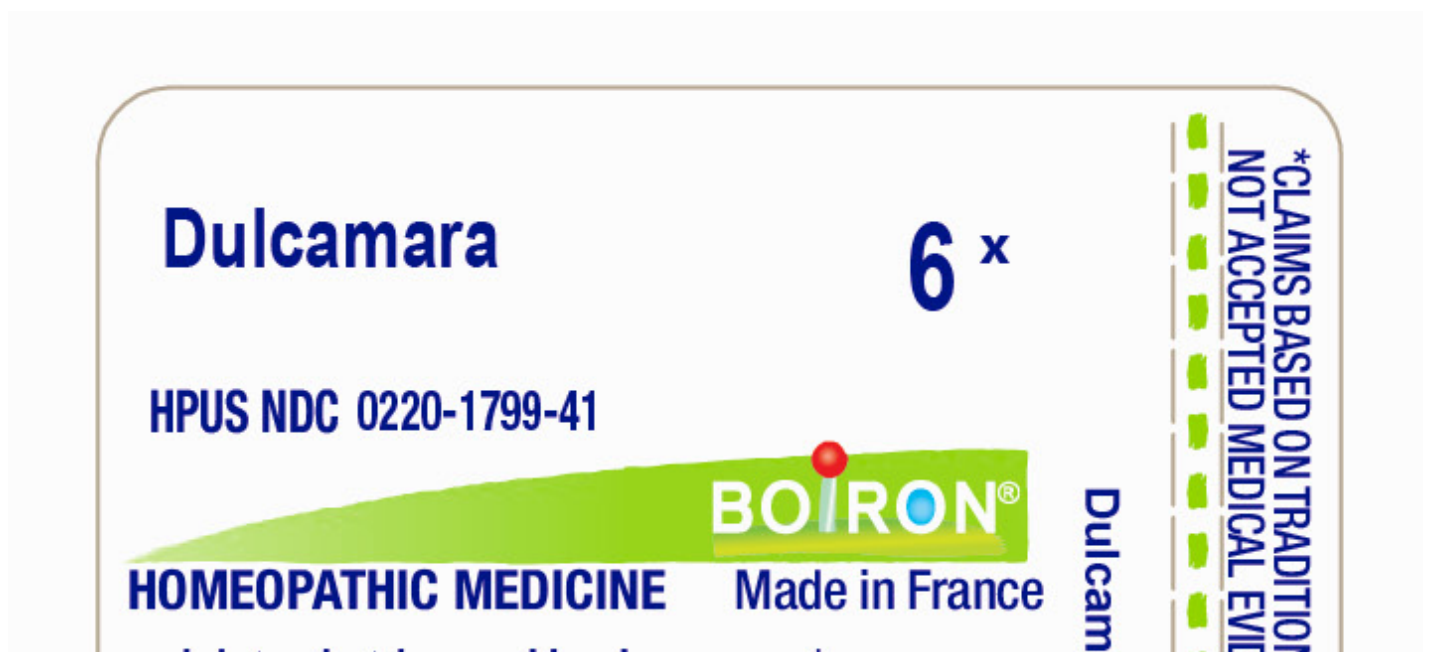 Dulcamara
6 x
HPUS NDC 0220-1799-41
BOIRON®
HOMEOPATHIC MEDICINE
Made in France
*CLAIMS BASED ON TRADITION
NOT ACCEPTED MEDICAL